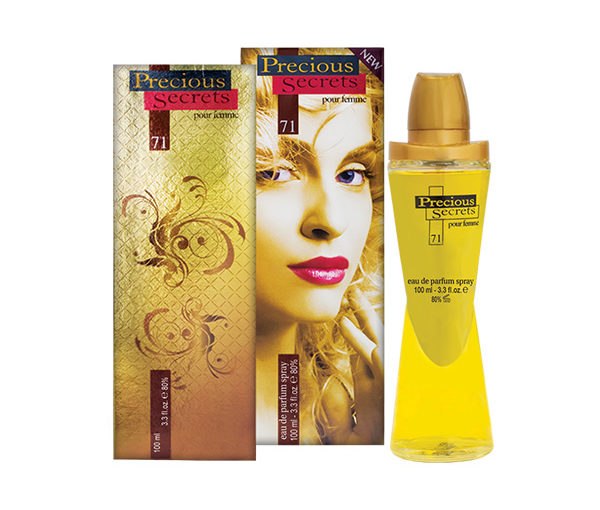 Precious
Secrets
pour femme
71
100 ml 3.3 fl.oz. e 80%
NEW
Precious
Secrets
pour femme
71
eau de parfum spray
100 ml - 3.3 fl.oz. e 80%
Precious
Secrets
pour femme
71
eau de parfum spray
100 ml - 3.3 fl.oz. e
80%